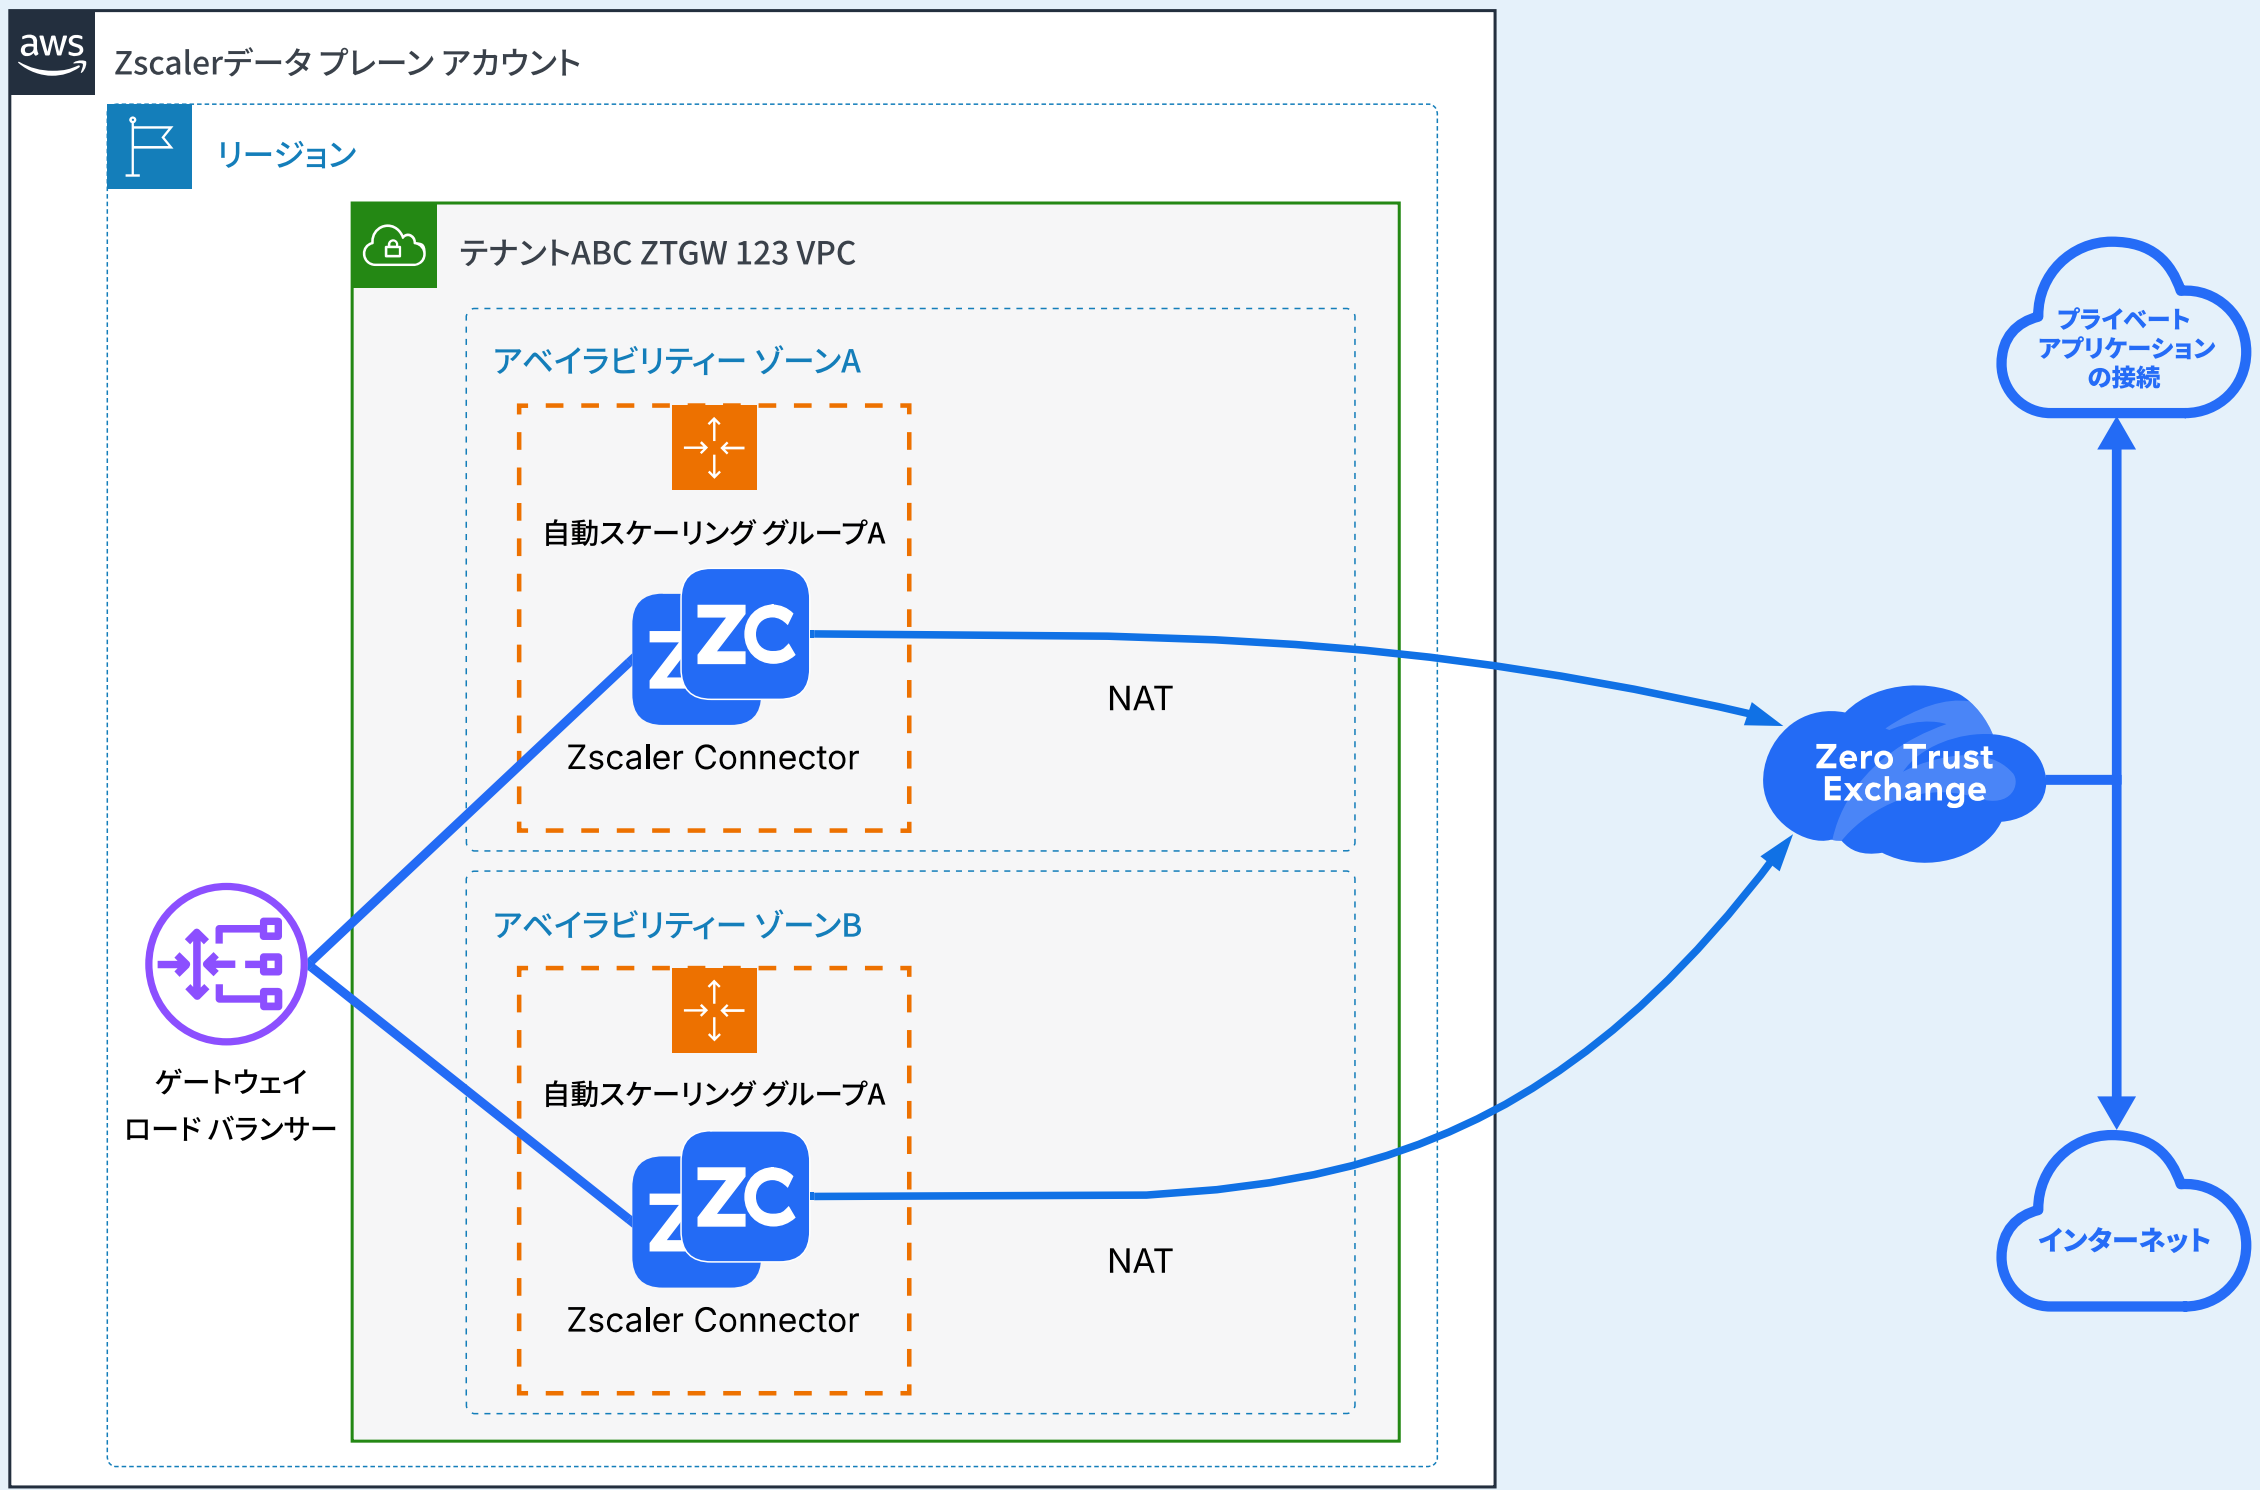 aws
Zscalerデータ プレーン アカウント
リージョン
テナントABC ZTGW 123 VPC
アベイラビリティー ゾーンA
自動スケーリング グループA
ZC
Zscaler Connector
NAT
アベイラビリティー ゾーンB
自動スケーリング グループA
ZC
Zscaler Connector
NAT
ゲートウェイ
ロード バランサー
Zero Trust
Exchange
プライベート
アプリケーション
の接続
インターネット